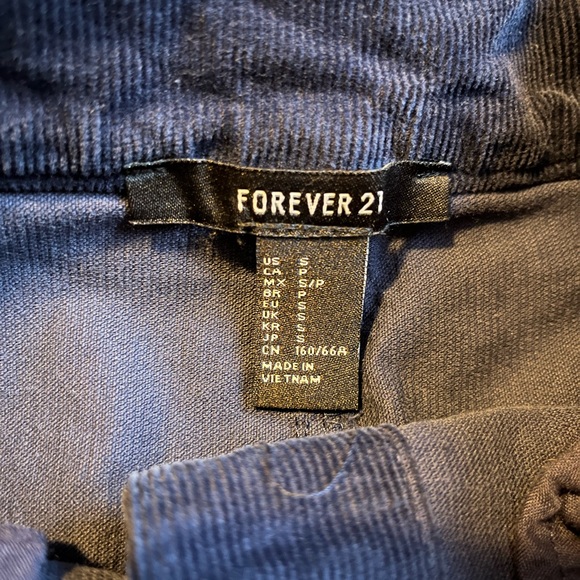 FOREVER 21
US S
CA P
MX S/P
BR P
EU S
UK S
KR S
JP S
CN 160/66A
MADE IN
VIETNAM